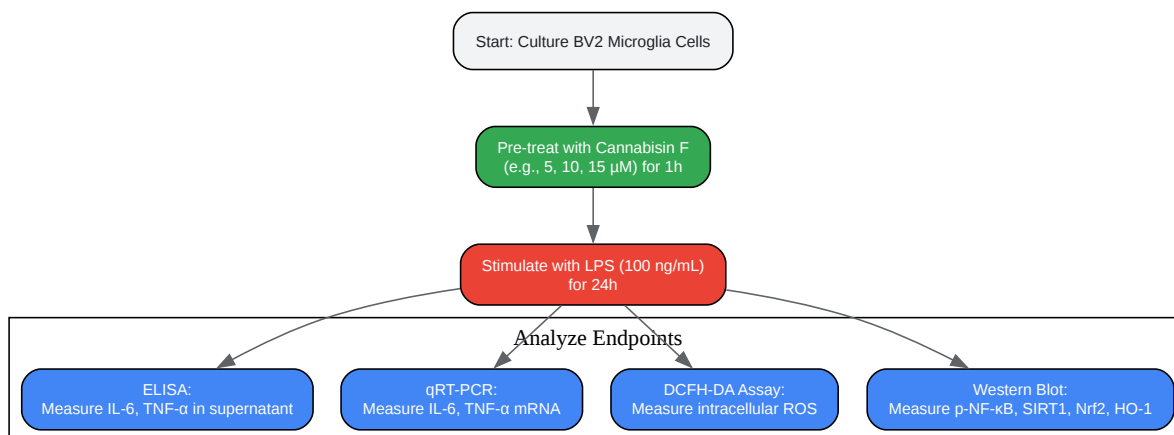 Start: Culture BV2 Microglia Cells
Pre-treat with Cannabisin F
(e.g., 5, 10, 15 µM) for 1h
Stimulate with LPS (100 ng/mL)
for 24h
Analyze Endpoints
ELISA:
Measure IL-6, TNF-α in supernatant
qRT-PCR:
Measure IL-6, TNF-α mRNA
DCFH-DA Assay:
Measure intracellular ROS
Western Blot:
Measure p-NF-κB, SIRT1, Nrf2, HO-1